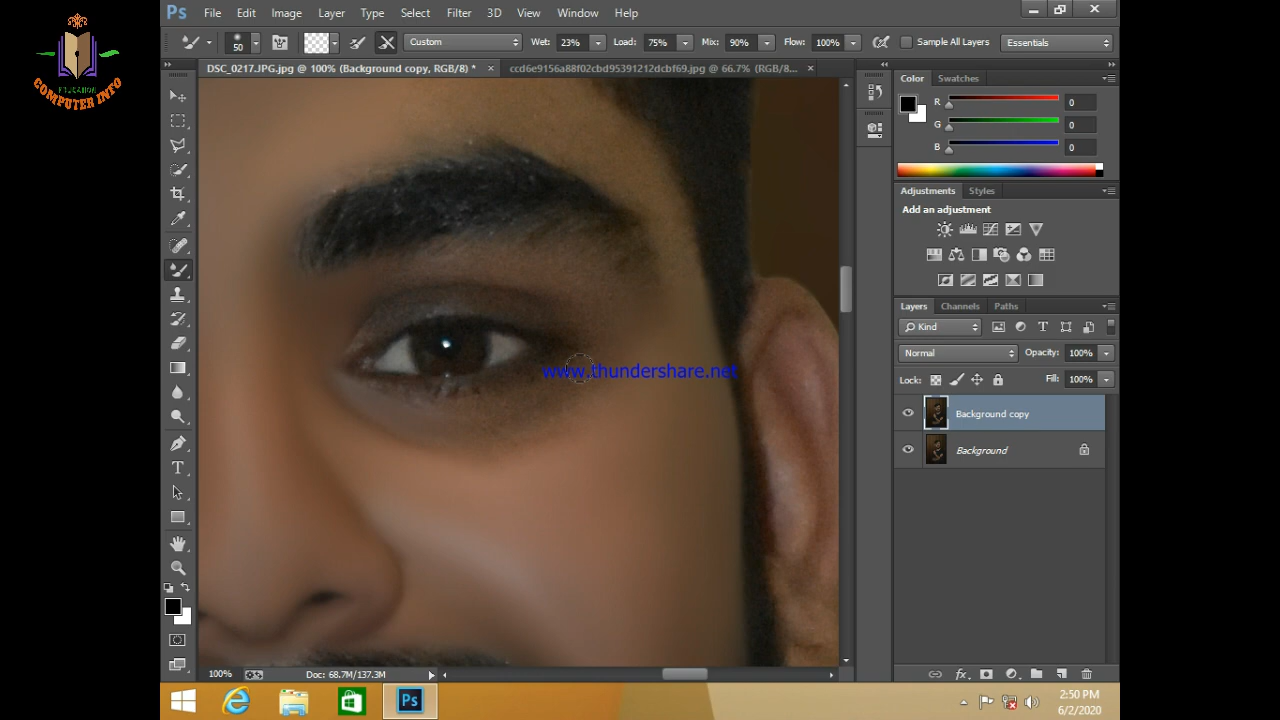 Ps File Edit Image Layer Type Select Filter 3D View Window Help
50 Custom Wet: 23% Load: 75% Mix: 90% Flow: 100% Sample All Layers Essentials
DSC_0217.JPG.jpg @ 100% (Background copy, RGB/8) * ccd6e9156a88f02cbd95391212dcbf69.jpg @ 66.7% (RGB/8...
Color Swatches
R 0
G 0
B 0
Adjustments Styles
Add an adjustment
Layers Channels Paths
Kind
Normal Opacity: 100%
Lock: Fill: 100%
Background copy
Background
www.thundershare.net
EDUCATION
COMPUTER INFO
100% Doc: 68.7M/137.3M
Ps
2:50 PM
6/2/2020